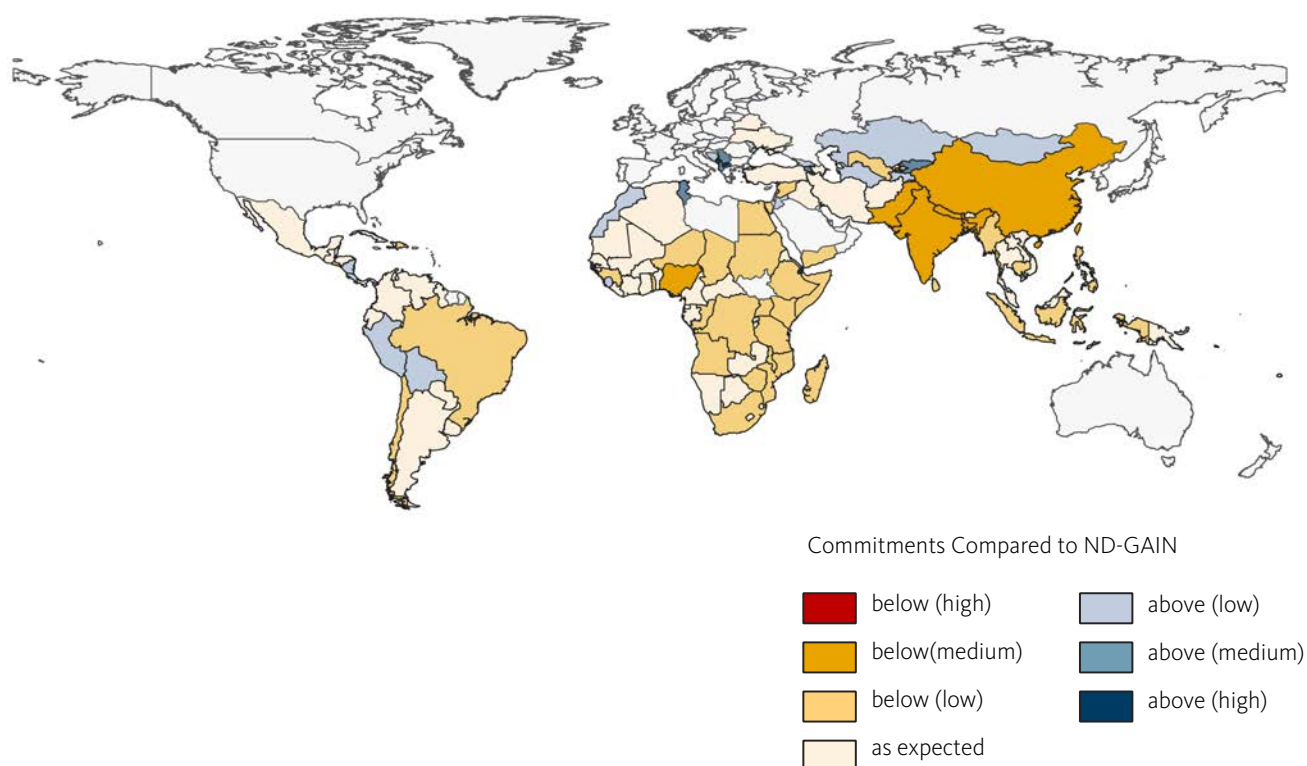 Commitments Compared to ND-GAIN
below (high)
above (low)
below(medium)
above (medium)
below (low)
above (high)
as expected